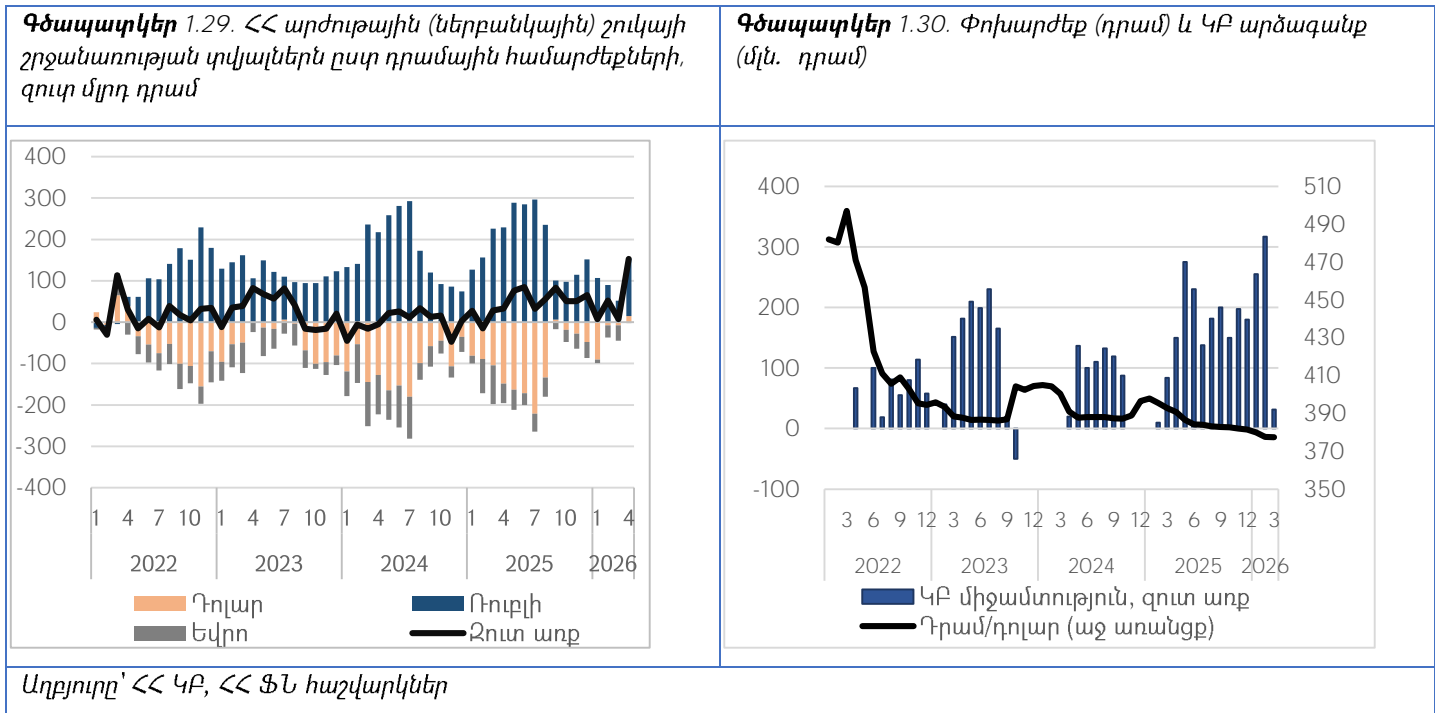 Գծապատկեր 1.29. ՀՀ արժութային (ներբանկային) շուկայի
շրջանառության տվյալներն ըստ դրամային համարժեքների,
զուտ մլրդ դրամ
400
300
200
100
0
-100
-200
-300
-400
1 4 7 10 1 4 7 10 1 4 7 10 1 4 7 10 1 4
2022 2023 2024 2025 2026
Դոլար Ռուբլի
Եվրո Զուտ առք
Գծապատկեր 1.30. Փոխարժեք (դրամ) և ԿԲ արձագանք
(մլն. դրամ)
400 510
300 490
200 470
100 450
0 430
-100 410
390
370
350
3 6 9 12 3 6 9 12 3 6 9 12 3 6 9 12 3
2022 2023 2024 2025 2026
ԿԲ միջամտություն, զուտ առք
Դրամ/դոլար (աջ առանցք)
Աղբյուրը՝ ՀՀ ԿԲ, ՀՀ ՖՆ հաշվարկներ